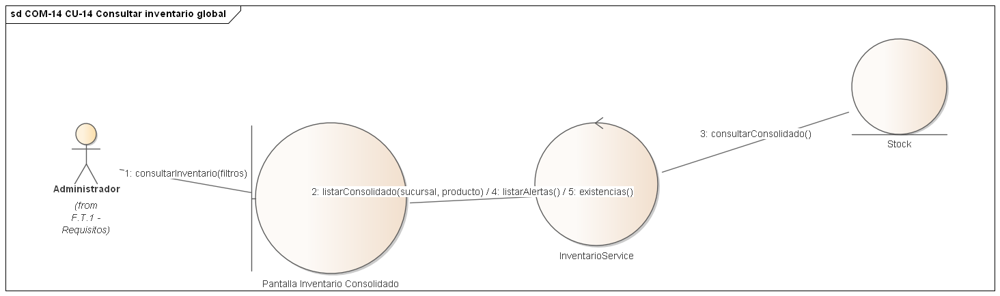 sd COM-14 CU-14 Consultar inventario global
3: consultarConsolidado()
Stock
1: consultarInventario(filtros)
Administrador
(from
F.T.1 -
Requisitos)
2: listarConsolidado(sucursal, producto) / 4: listarAlertas() / 5: existencias()
InventarioService
Pantalla Inventario Consolidado